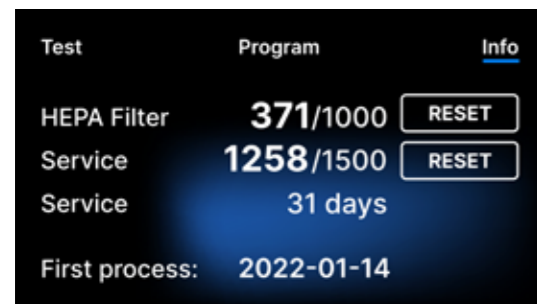 Test Program Info
HEPA Filter 371/1000 RESET
Service 1258/1500 RESET
Service 31 days
First process: 2022-01-14